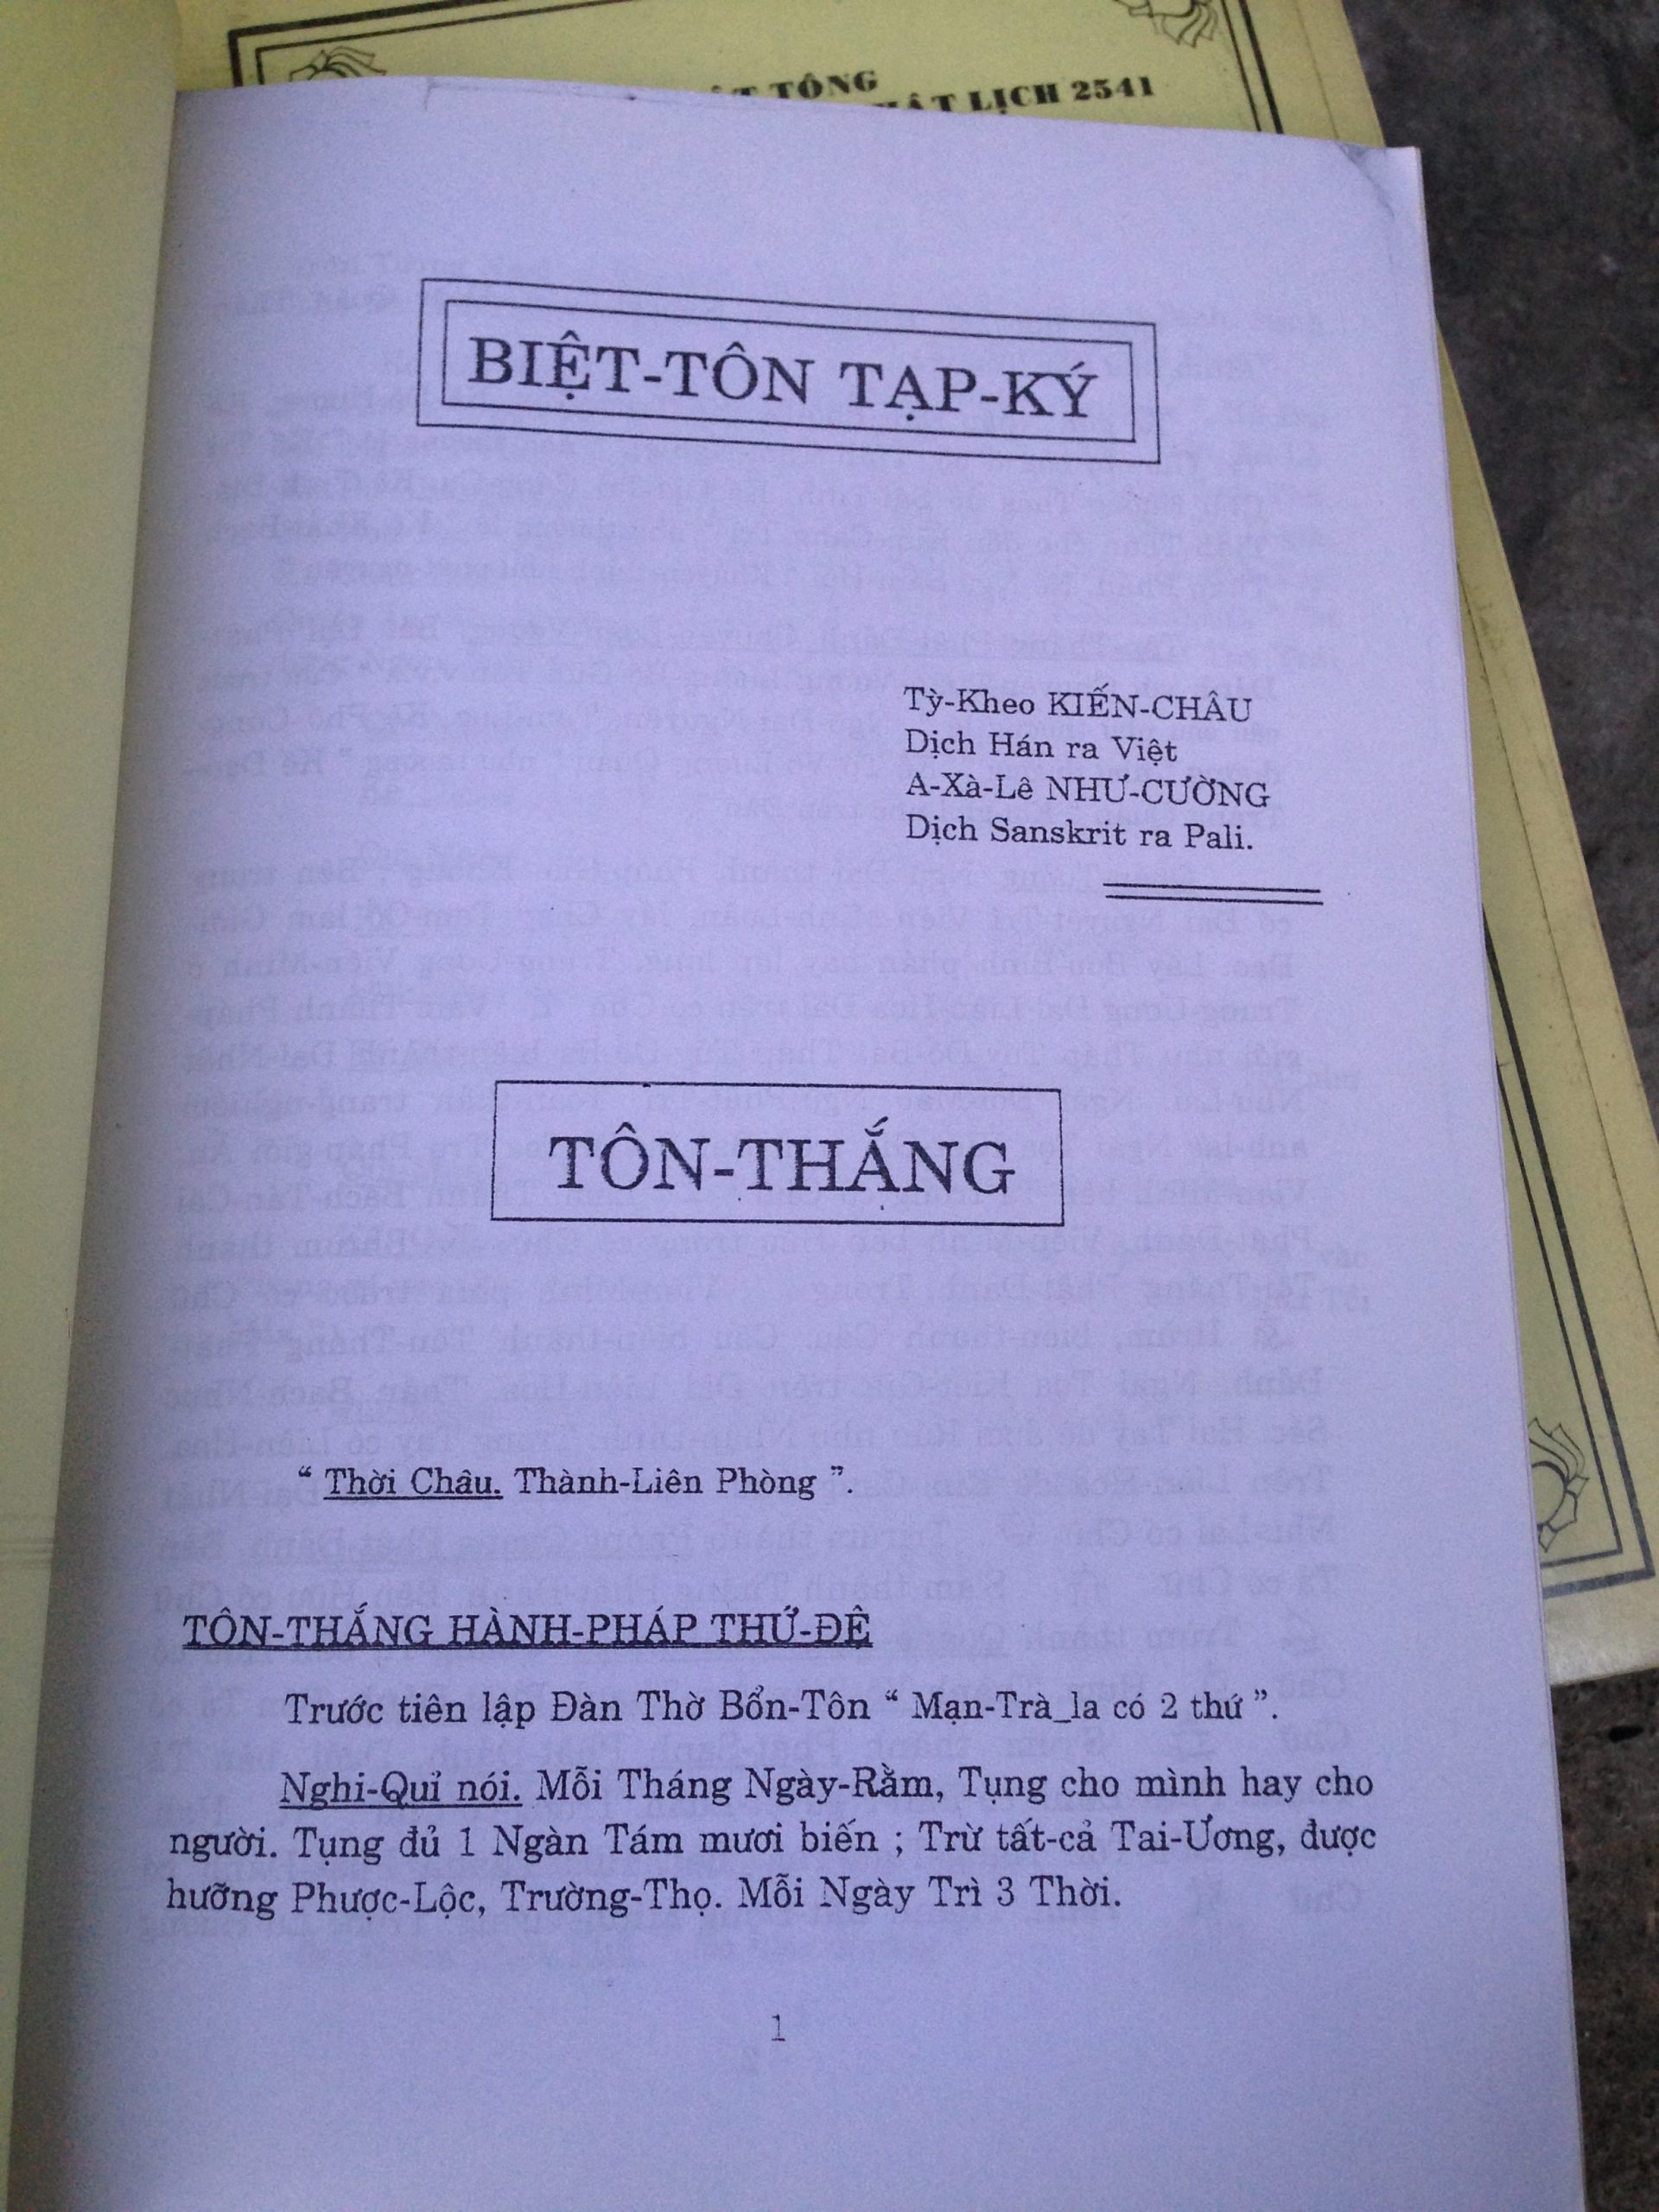 TÔNG
LỊCH 2541
BIỆT-TÔN TẠP-KÝ
Tỳ-Kheo KIẾN-CHÂU
Dịch Hán ra Việt
A-Xà-Lê NHƯ-CƯỜNG
Dịch Sanskrit ra Pali.
TÔN-THẮNG
“ Thời Châu. Thành-Liên Phòng ”.
TÔN-THẮNG HÀNH-PHÁP THỨ-ĐỆ
Trước tiên lập Đàn Thờ Bổn-Tôn “ Mạn-Trà_la có 2 thứ ”.
Nghi-Quỉ nói. Mỗi Tháng Ngày-Rằm, Tụng cho mình hay cho
người. Tụng đủ 1 Ngàn Tám mươi biến ; Trừ tất-cả Tai-Ương, được
hưỡng Phược-Lộc, Trường-Thọ. Mỗi Ngày Trì 3 Thời.
1